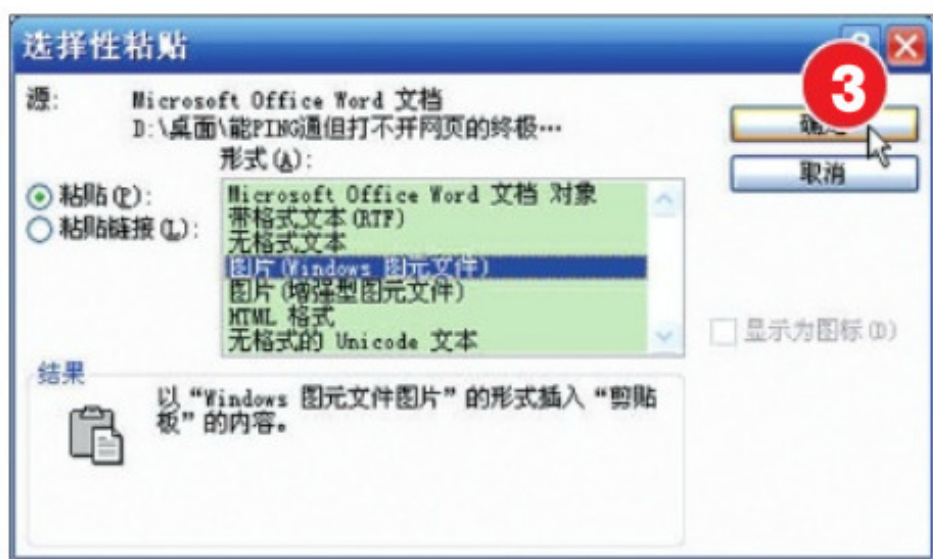 选择性粘贴
3
源: Microsoft Office Word 文档
D:\桌面\能PING通但打不开网页的终极…
形式(A):
粘贴(P):
粘贴链接(L):
Microsoft Office Word 文档 对象
带格式文本(RTF)
无格式文本
图片(Windows 图元文件)
图片(增强型图元文件)
HTML 格式
无格式的 Unicode 文本
取消
显示为图标(D)
结果
以“Windows 图元文件图片”的形式插入“剪贴
板”的内容。